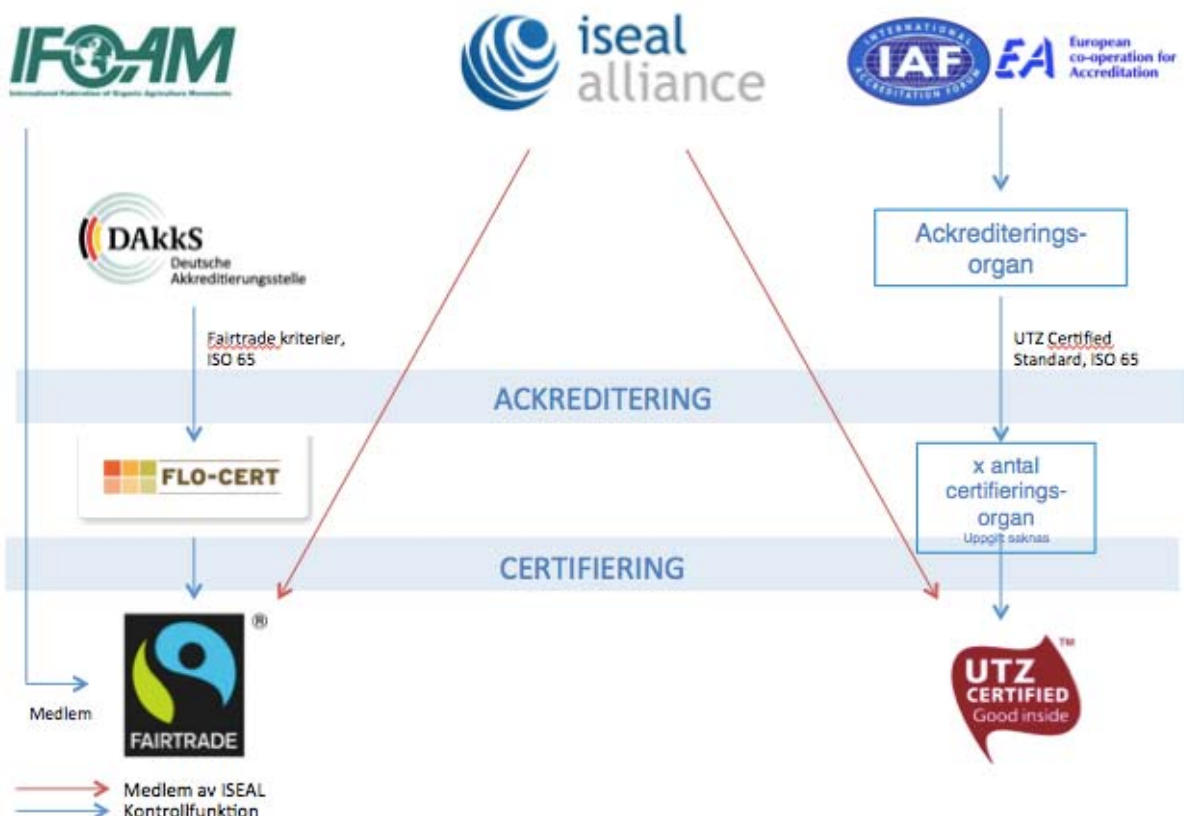 IFOAM
International Federation of Organic Agriculture Movements
iseal
alliance
INTERNATIONAL
IAF
ACCREDITATION FORUM
EA
European
co-operation for
Accreditation
DAkkS
Deutsche
Akkreditierungsstelle
Ackrediterings-
organ
Fairtrade kriterier,
ISO 65
UTZ Certified
Standard, ISO 65
ACKREDITERING
FLO-CERT
x antal
certifierings-
organ
Uppgift saknas
CERTIFIERING
®
FAIRTRADE
Medlem
TM
UTZ
CERTIFIED
Good inside
Medlem av ISEAL
Kontrollfunktion